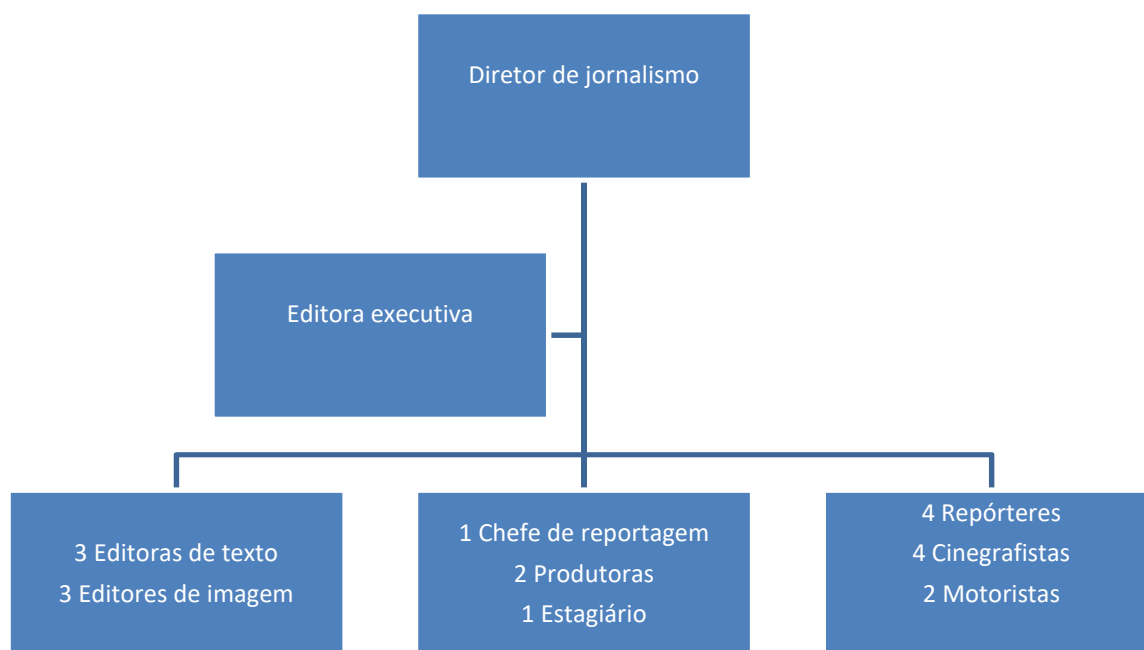 Diretor de jornalismo
Editora executiva
3 Editoras de texto
3 Editores de imagem
1 Chefe de reportagem
2 Produtoras
1 Estagiário
4 Repórteres
4 Cinegrafistas
2 Motoristas